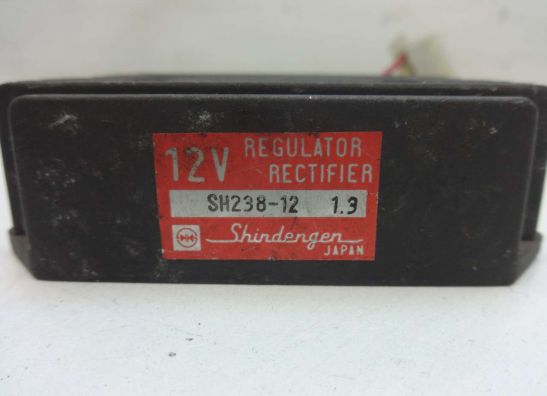 12V REGULATOR
RECTIFIER
SH238-12 1.3
Shindengen
JAPAN